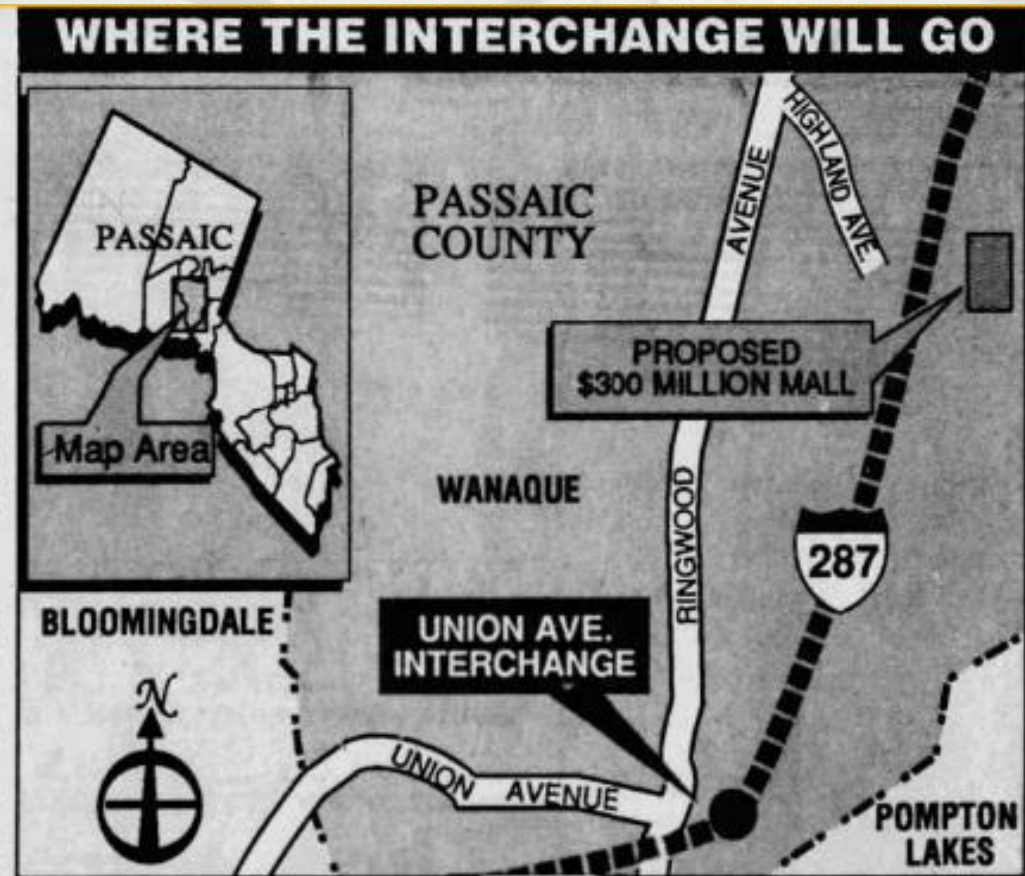 WHERE THE INTERCHANGE WILL GO
PASSAIC
Map Area
PASSAIC
COUNTY
HIGHLAND AVE.
RINGWOOD AVENUE
PROPOSED
$300 MILLION MALL
WANAQUE
287
BLOOMINGDALE
UNION AVE.
INTERCHANGE
N
UNION AVENUE
POMPTON
LAKES